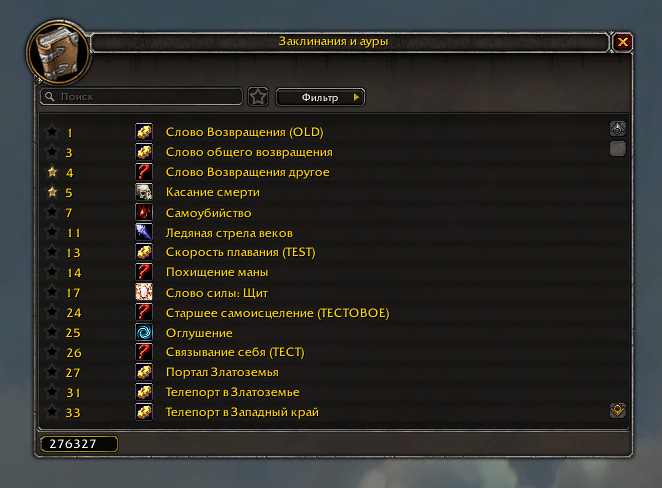 Заклинания и ауры
Поиск
Фильтр
1 Слово Возвращения (OLD)
3 Слово общего возвращения
4 Слово Возвращения другое
5 Касание смерти
7 Самоубийство
11 Ледяная стрела веков
13 Скорость плавания (TEST)
14 Похищение маны
17 Слово силы: Щит
24 Старшее самоисцеление (ТЕСТОВОЕ)
25 Оглушение
26 Связывание себя (ТЕСТ)
27 Портал Златоземья
31 Телепорт в Златоземье
33 Телепорт в Западный край
276327